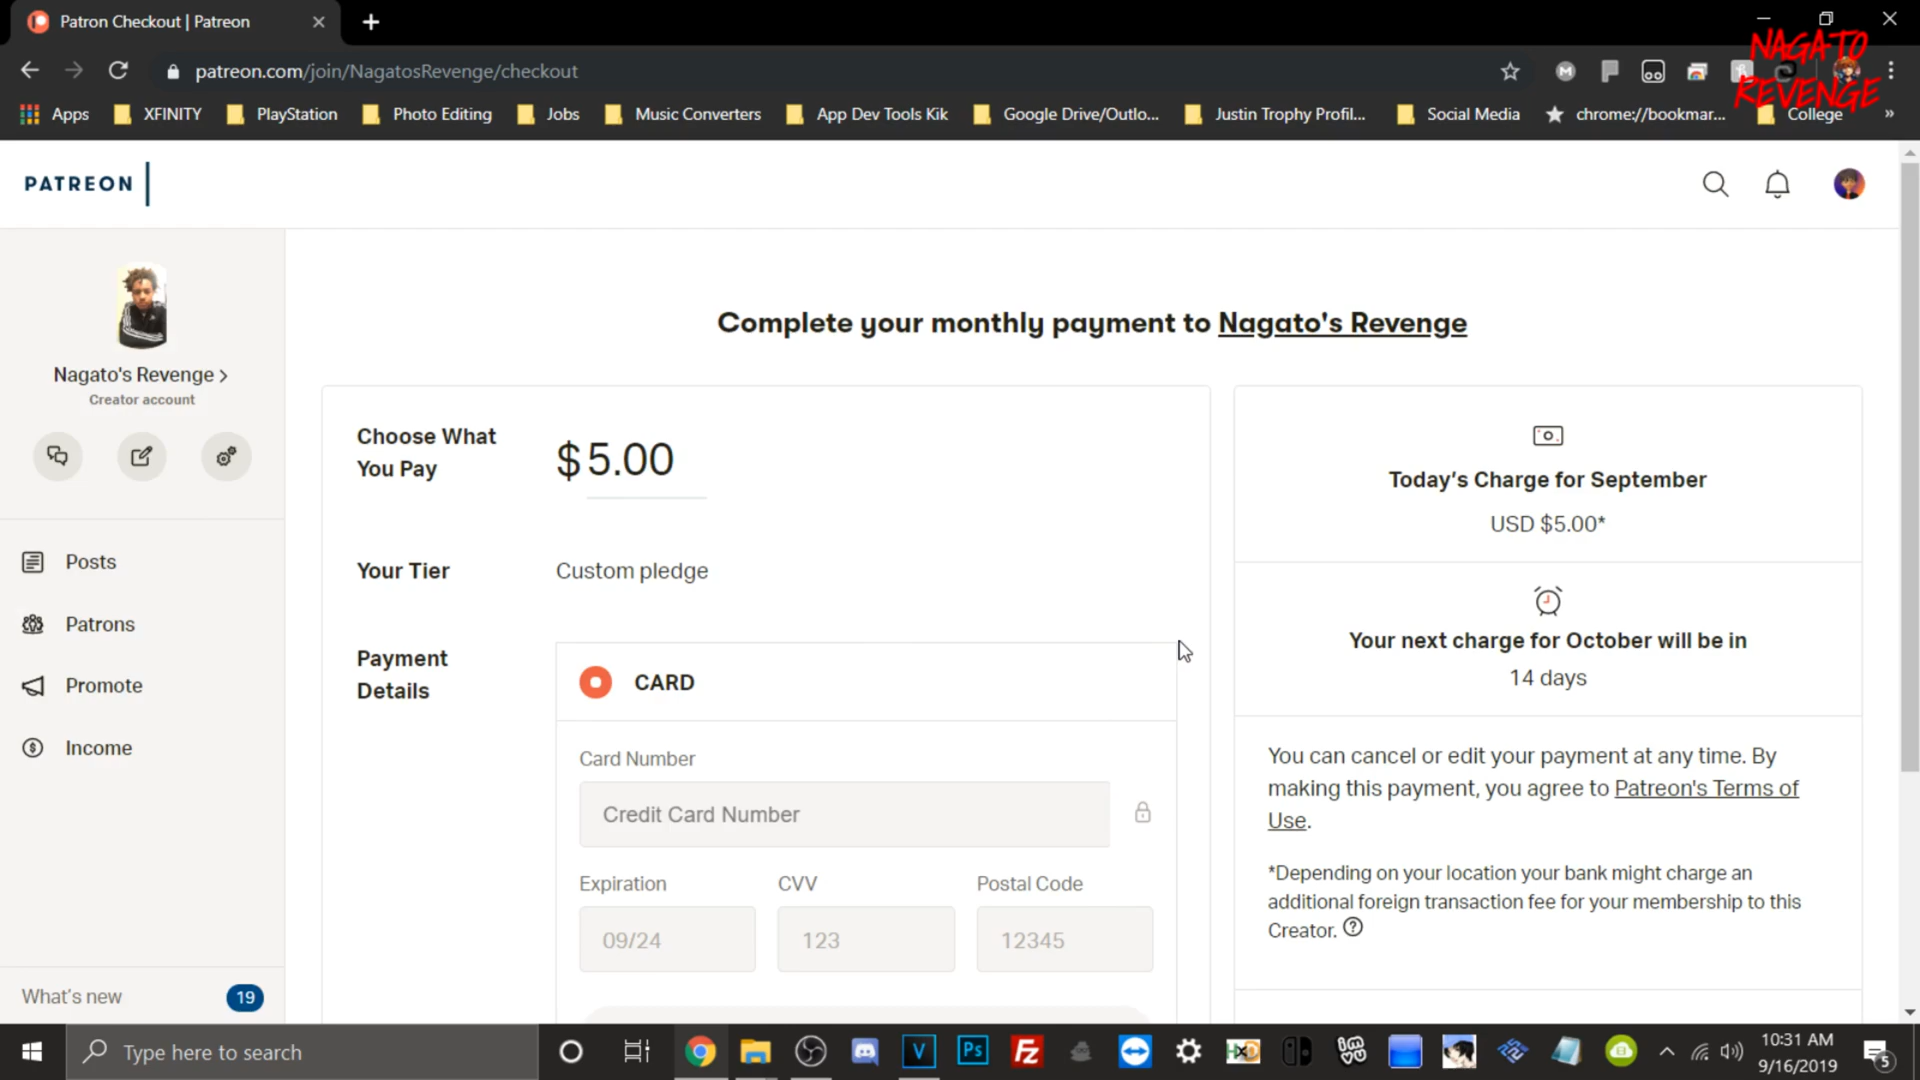 Patron Checkout | Patreon
patreon.com/join/NagatosRevenge/checkout
NAGATO
REVENGE
Apps XFINITY PlayStation Photo Editing Jobs Music Converters App Dev Tools Kik Google Drive/Outlo... Justin Trophy Profil... Social Media chrome://bookmar... College »
PATREON
Nagato's Revenge >
Creator account
Posts
Patrons
Promote
Income
What's new 19
Complete your monthly payment to Nagato's Revenge
Choose What
You Pay
$5.00
Your Tier
Custom pledge
Payment
Details
CARD
Card Number
Credit Card Number
Expiration CVV Postal Code
09/24 123 12345
Today's Charge for September
USD $5.00*
Your next charge for October will be in
14 days
You can cancel or edit your payment at any time. By
making this payment, you agree to Patreon's Terms of
Use.
*Depending on your location your bank might charge an
additional foreign transaction fee for your membership to this
Creator.
Type here to search
10:31 AM
9/16/2019
5